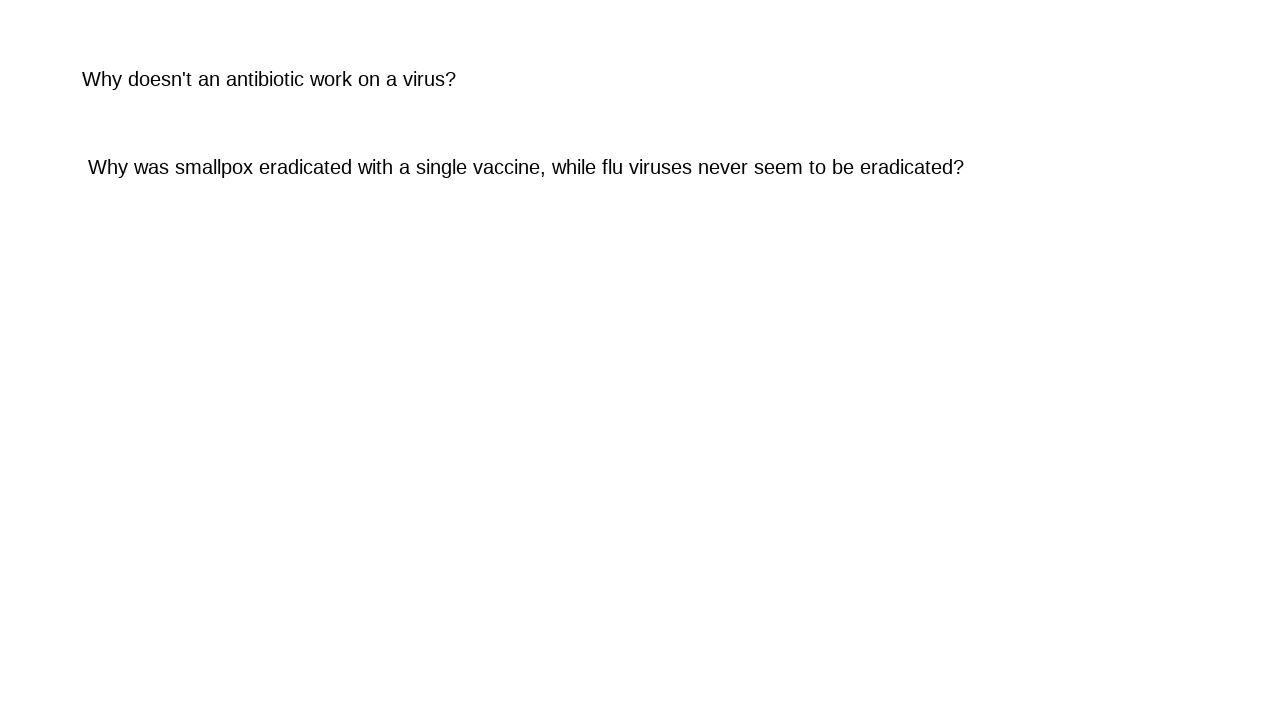 Why doesn't an antibiotic work on a virus?
Why was smallpox eradicated with a single vaccine, while flu viruses never seem to be eradicated?